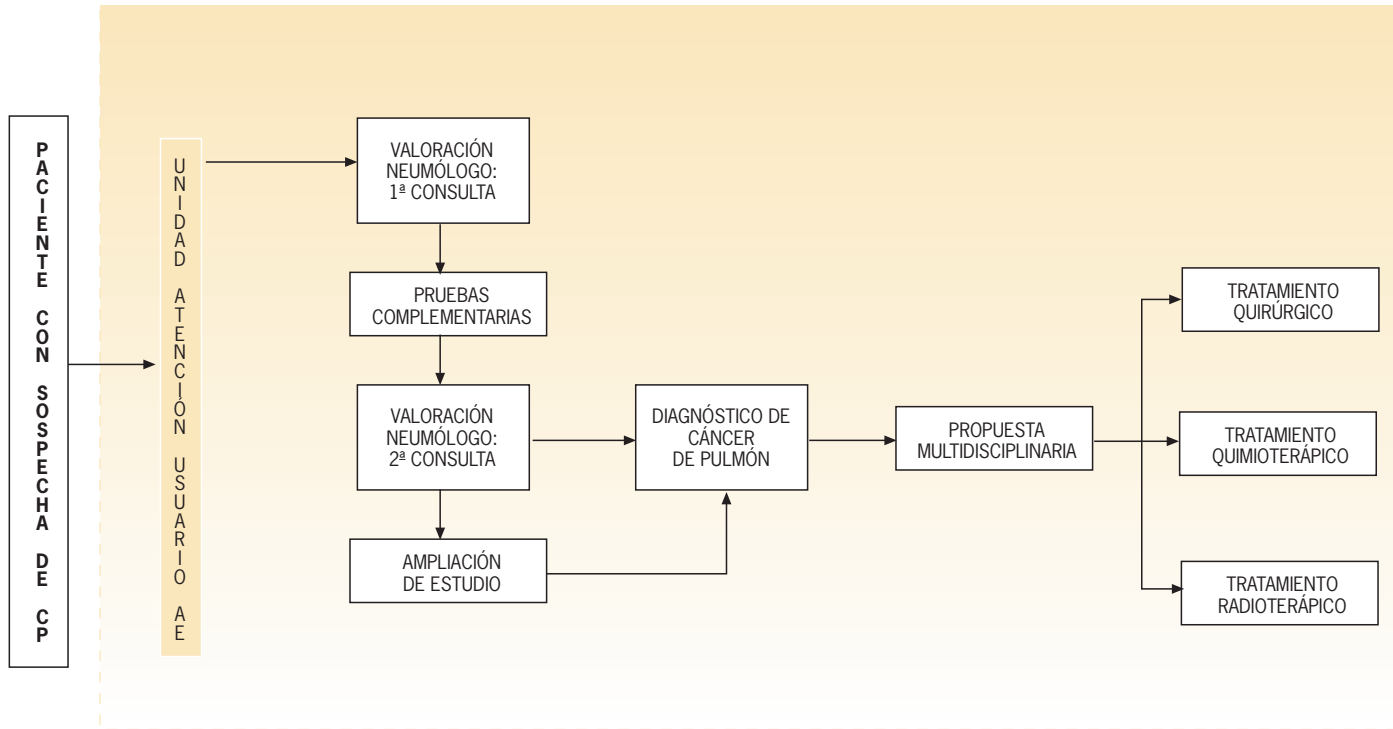 PACIENTE CON SOSPECHA DE CP
UNIDAD ATENCIÓN USUARIO AE
VALORACIÓN
NEUMÓLOGO:
1ª CONSULTA
PRUEBAS
COMPLEMENTARIAS
VALORACIÓN
NEUMÓLOGO:
2ª CONSULTA
AMPLIACIÓN
DE ESTUDIO
DIAGNÓSTICO DE
CÁNCER
DE PULMÓN
PROPUESTA
MULTIDISCIPLINARIA
TRATAMIENTO
QUIRÚRGICO
TRATAMIENTO
QUIMIOTERÁPICO
TRATAMIENTO
RADIOTERÁPICO